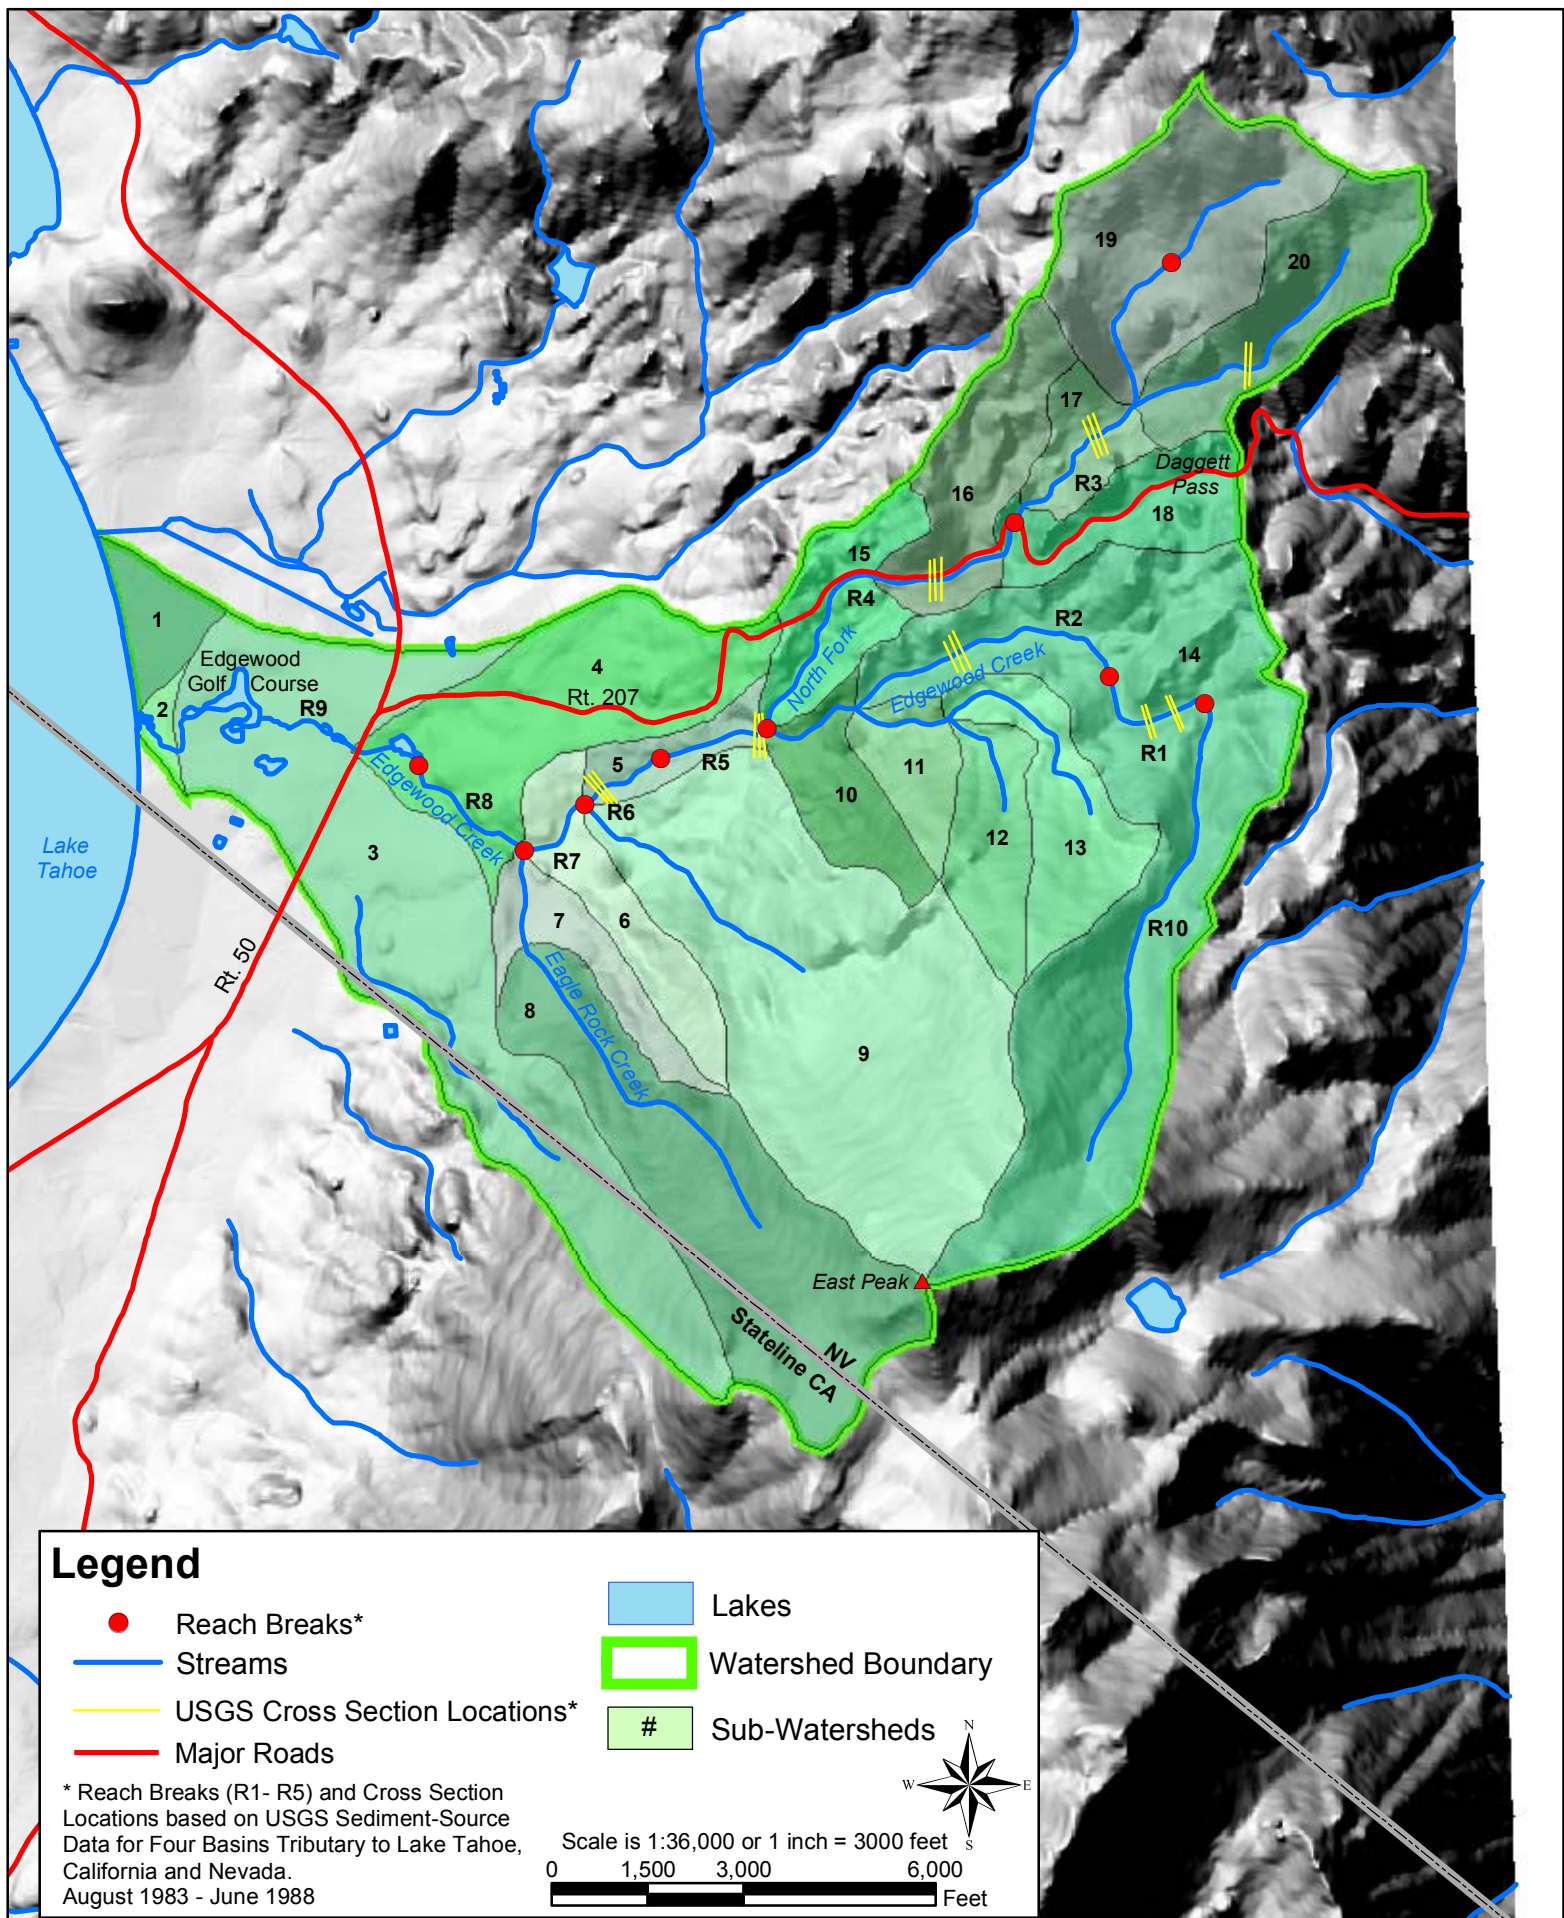 19
20
17
Daggett
Pass
R3
16
18
15
R4
1
R2
Edgewood
Golf Course
4
North Fork
Edgewood Creek
14
Rt. 207
2
R9
R1
5
R5
11
Edgewood Creek
R8
10
R6
12
Lake
Tahoe
3
13
R7
7
6
R10
Rt. 50
Eagle Rock Creek
8
9
East Peak
NV
Stateline CA
Legend
Reach Breaks*
Streams
USGS Cross Section Locations*
Major Roads
Lakes
Watershed Boundary
#
Sub-Watersheds
N
W
E
S
* Reach Breaks (R1- R5) and Cross Section
Locations based on USGS Sediment-Source
Data for Four Basins Tributary to Lake Tahoe,
California and Nevada.
August 1983 - June 1988
Scale is 1:36,000 or 1 inch = 3000 feet
0 1,500 3,000 6,000
Feet